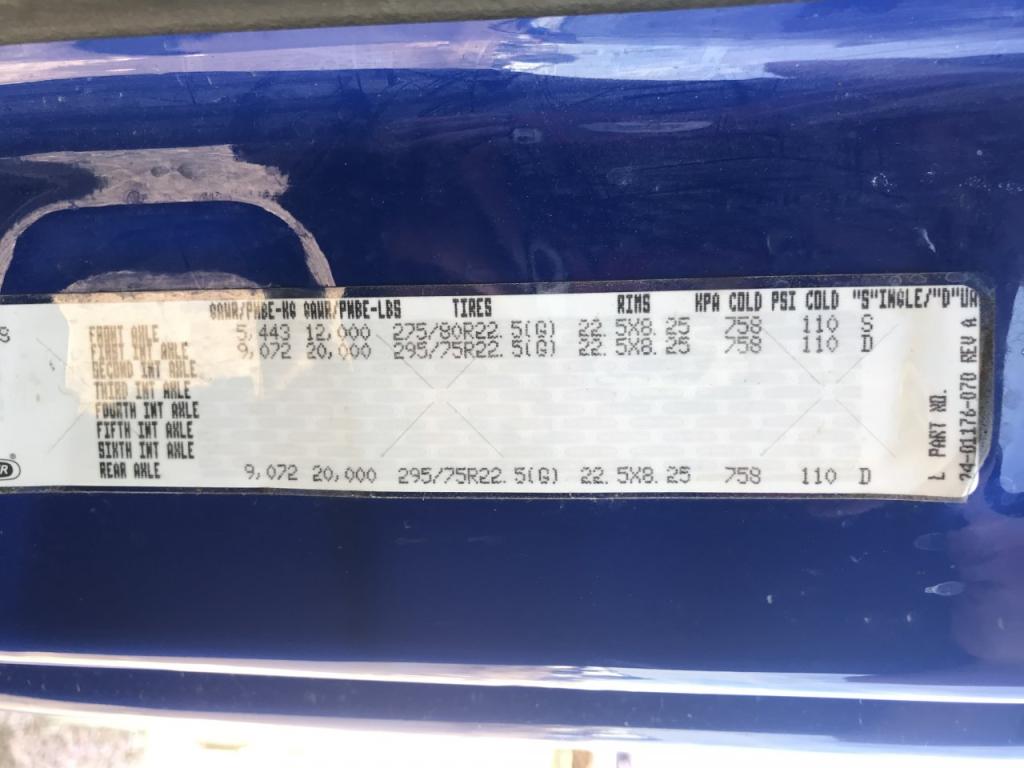 GAWR/PNBE-KG GAWR/PNBE-LBS TIRES RIMS KPA COLD PSI COLD "S"INGLE/"D"UA
FRONT AXLE 5,443 12,000 275/80R22.5(G) 22.5X8.25 758 110 S
FIRST INT AXLE 9,072 20,000 295/75R22.5(G) 22.5X8.25 758 110 D
SECOND INT AXLE
THIRD INT AXLE
FOURTH INT AXLE
FIFTH INT AXLE
SIXTH INT AXLE
REAR AXLE 9,072 20,000 295/75R22.5(G) 22.5X8.25 758 110 D
L PART NO.
24-01176-070 REV A
S
R®